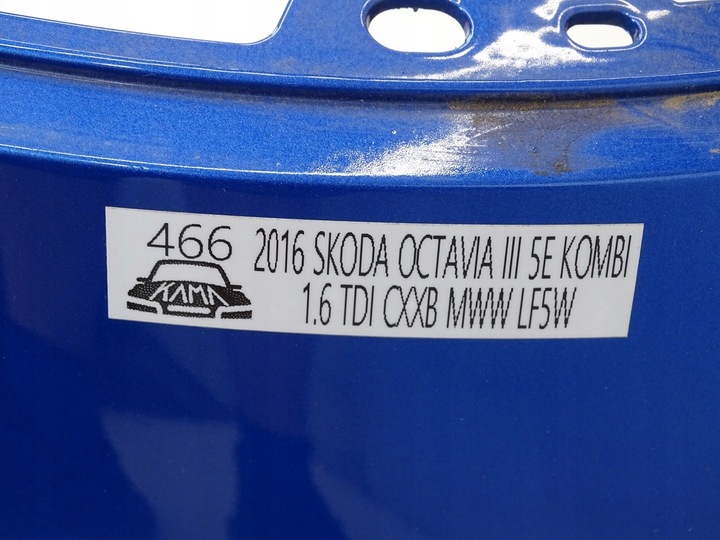 466 2016 SKODA OCTAVIA III 5E KOMBI
KAMA 1.6 TDI CXXB MWW LF5W